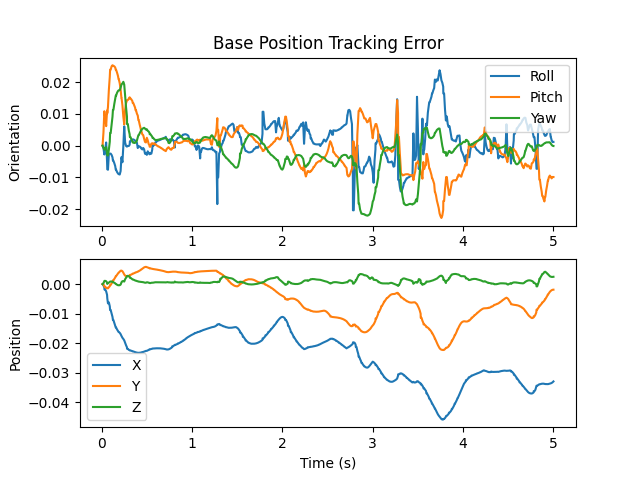 Base Position Tracking Error
Orientation
0.02
0.01
0.00
−0.01
−0.02
Roll
Pitch
Yaw
0 1 2 3 4 5
Position
0.00
−0.01
−0.02
−0.03
−0.04
X
Y
Z
0 1 2 3 4 5
Time (s)